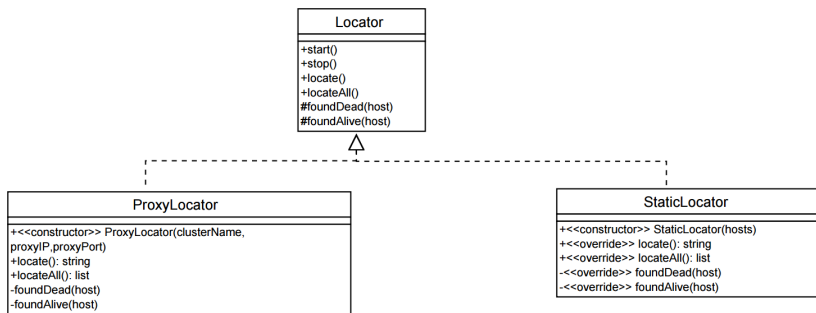 Locator
+start()
+stop()
+locate()
+locateAll()
#foundDead(host)
#foundAlive(host)
ProxyLocator
+<<constructor>> ProxyLocator(clusterName,
proxyIP,proxyPort)
+locate(): string
+locateAll(): list
-foundDead(host)
-foundAlive(host)
StaticLocator
+<<constructor>> StaticLocator(hosts)
+<<override>> locate(): string
+<<override>> locateAll(): list
-<<override>> foundDead(host)
-<<override>> foundAlive(host)